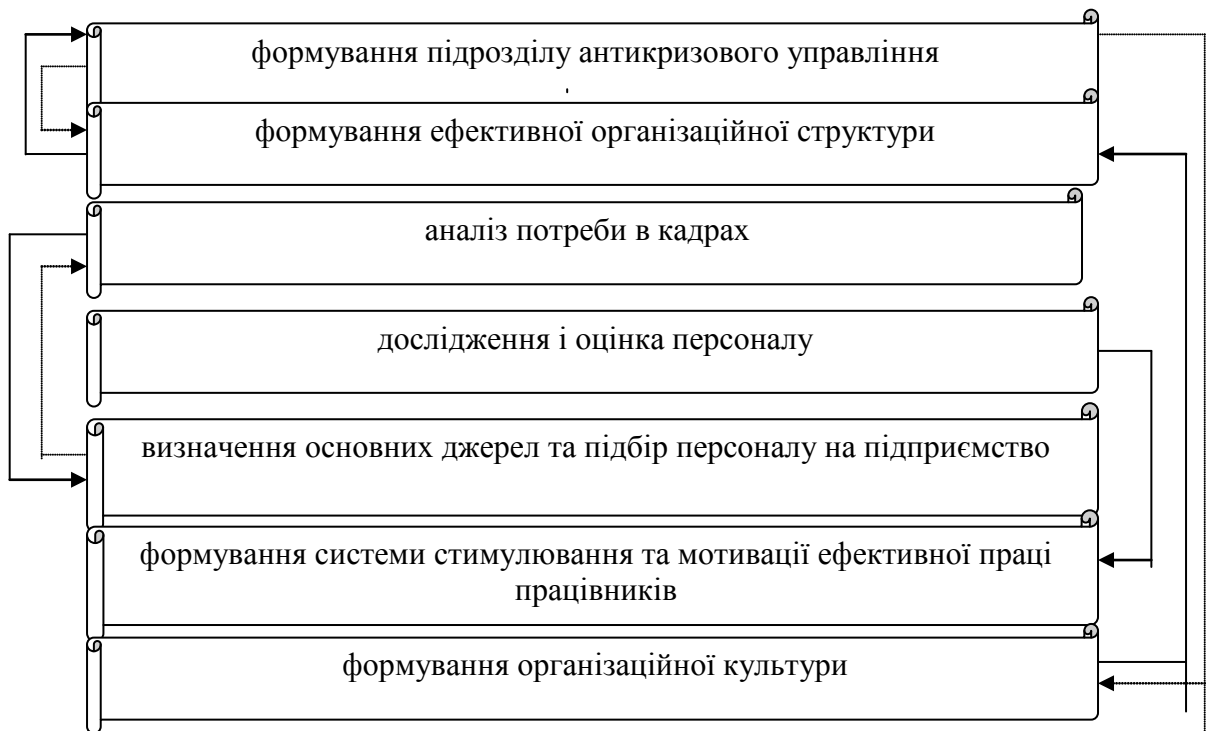 формування підрозділу антикризового управління
формування ефективної організаційної структури
аналіз потреби в кадрах
дослідження і оцінка персоналу
визначення основних джерел та підбір персоналу на підприємство
формування системи стимулювання та мотивації ефективної праці
працівників
формування організаційної культури